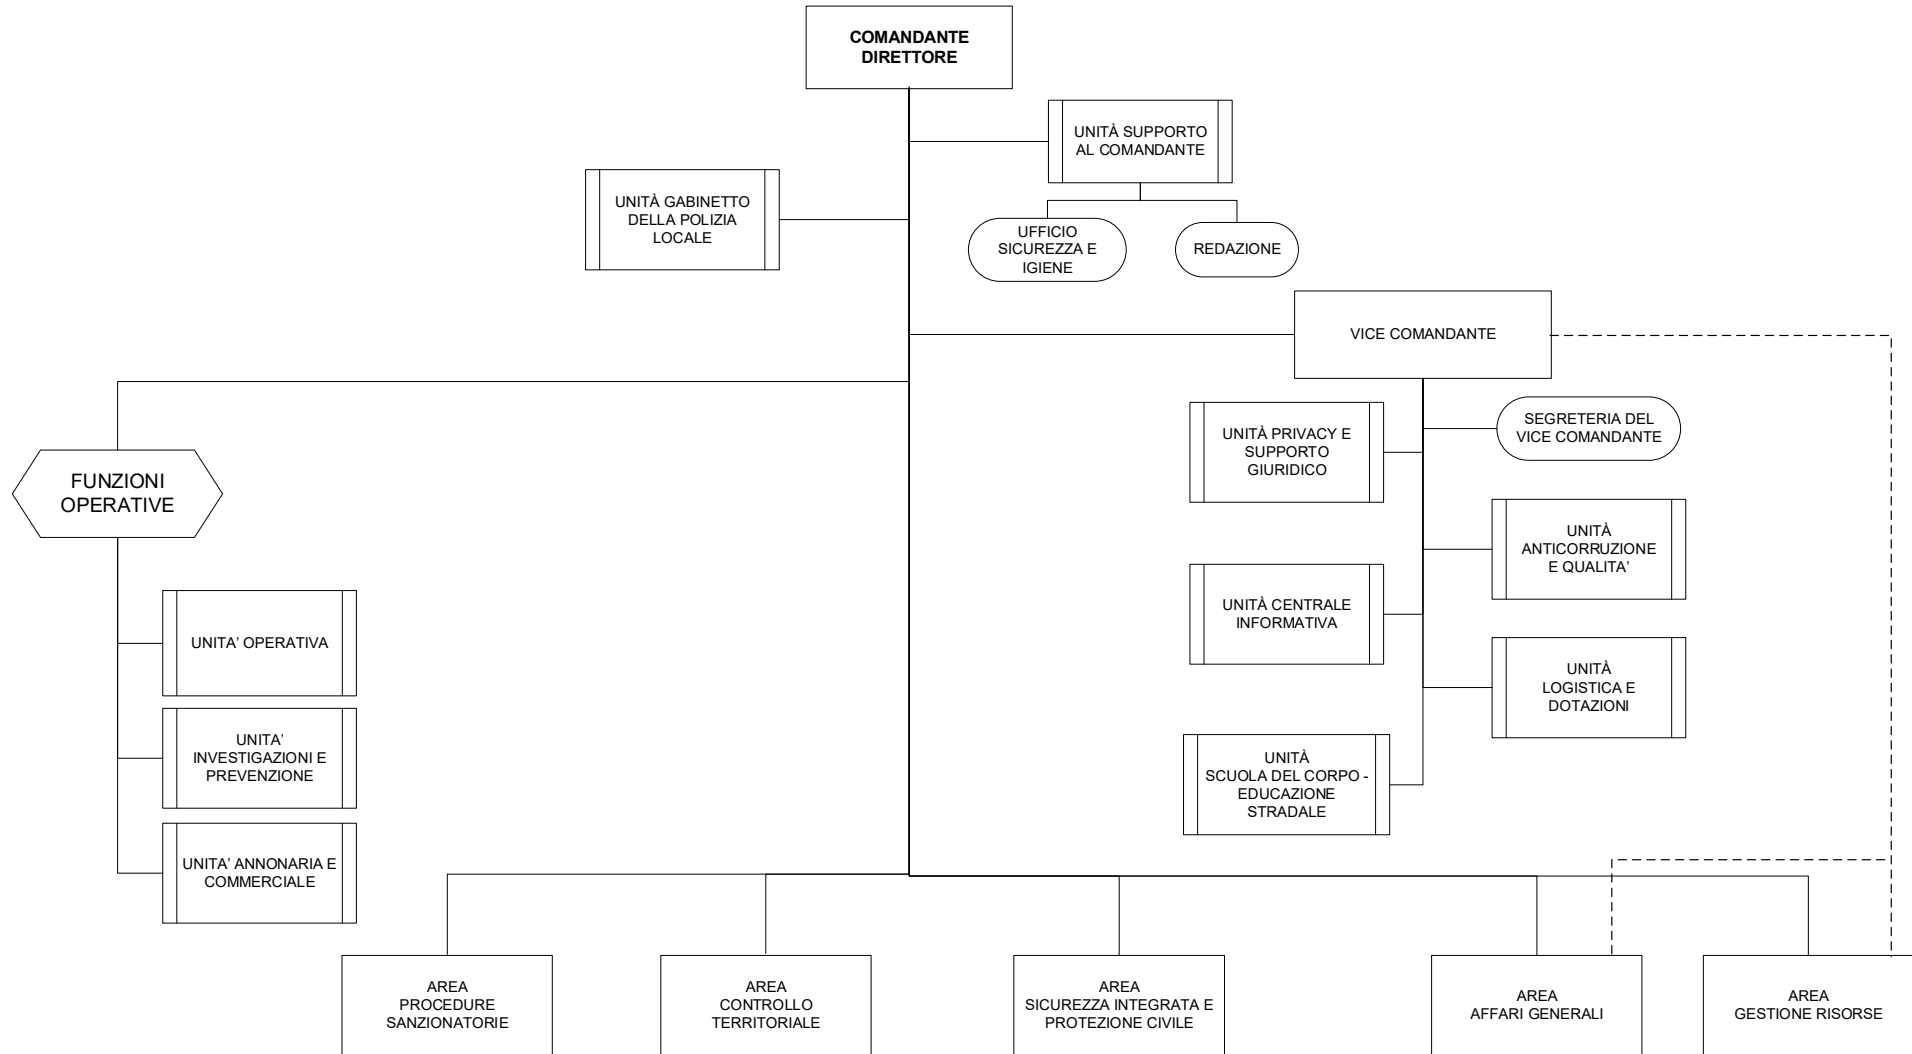 COMANDANTE
DIRETTORE
UNITÀ SUPPORTO
AL COMANDANTE
UNITÀ GABINETTO
DELLA POLIZIA
LOCALE
UFFICIO
SICUREZZA E
IGIENE
REDAZIONE
VICE COMANDANTE
SEGRETERIA DEL
VICE COMANDANTE
UNITÀ PRIVACY E
SUPPORTO
GIURIDICO
FUNZIONI
OPERATIVE
UNITÀ
ANTICORRUZIONE
E QUALITA’
UNITÀ CENTRALE
INFORMATIVA
UNITA’ OPERATIVA
UNITÀ
LOGISTICA E
DOTAZIONI
UNITA’
INVESTIGAZIONI E
PREVENZIONE
UNITÀ
SCUOLA DEL CORPO -
EDUCAZIONE
STRADALE
UNITA’ ANNONARIA E
COMMERCIALE
AREA
PROCEDURE
SANZIONATORIE
AREA
CONTROLLO
TERRITORIALE
AREA
SICUREZZA INTEGRATA E
PROTEZIONE CIVILE
AREA
AFFARI GENERALI
AREA
GESTIONE RISORSE